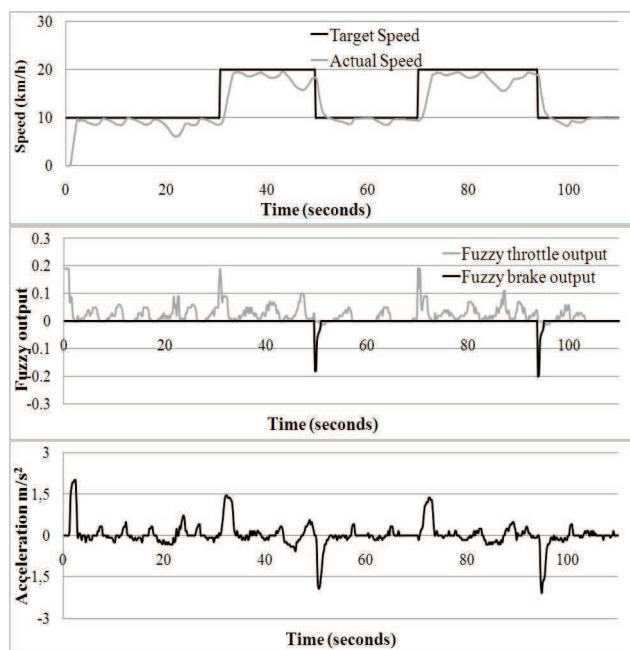 30
20
10
0
Speed (km/h)
Target Speed
Actual Speed
0 20 40 60 80 100
Time (seconds)
0.3
0.2
0.1
0
-0.1
-0.2
-0.3
Fuzzy output
Fuzzy throttle output
Fuzzy brake output
0 20 40 60 80 100
Time (seconds)
3
1,5
0
-1,5
-3
Acceleration m/s²
0 20 40 60 80 100
Time (seconds)